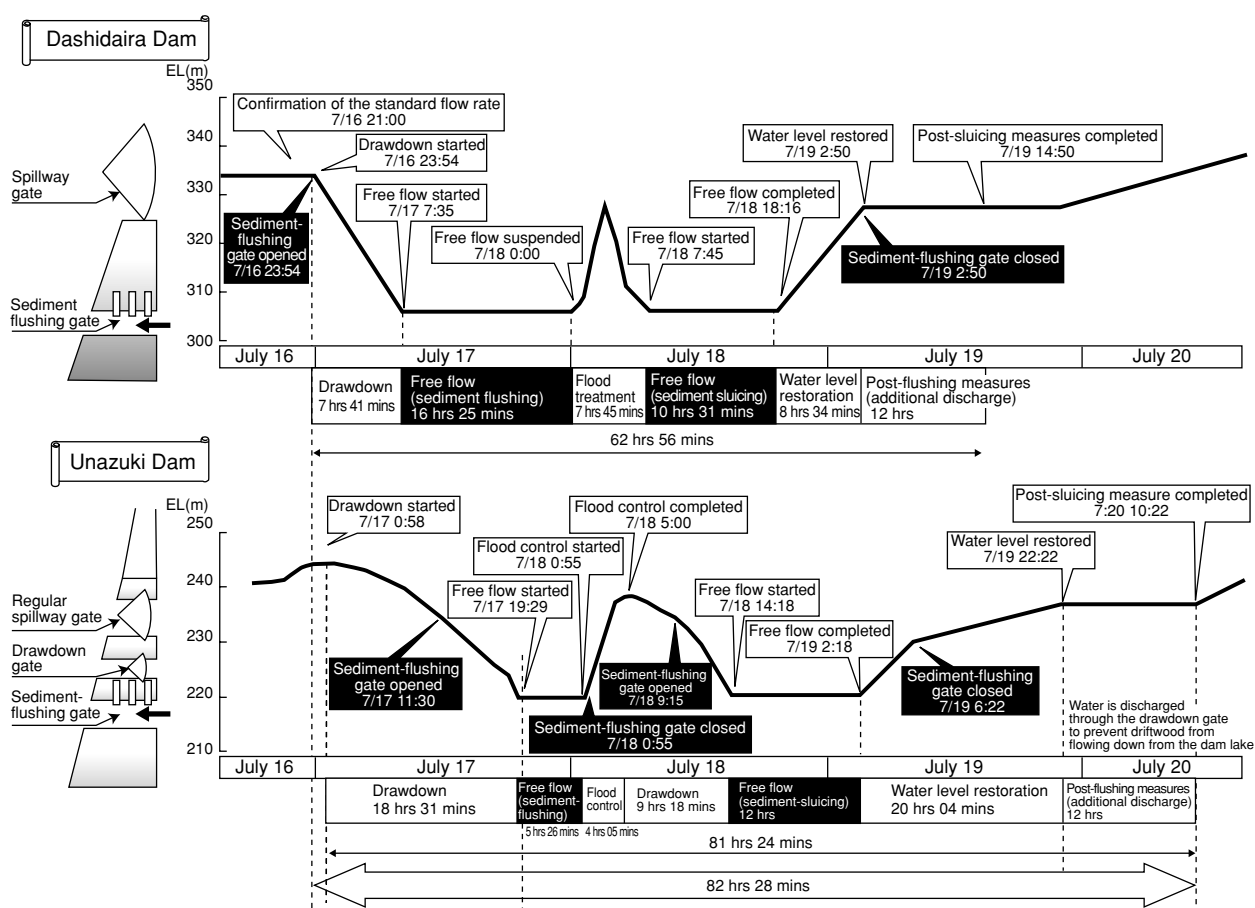 Dashidaira Dam
EL(m)
350
340
330
320
310
300
Spillway
gate
Sediment
flushing gate
Confirmation of the standard flow rate
7/16 21:00
Drawdown started
7/16 23:54
Sediment-
flushing
gate opened
7/16 23:54
Free flow started
7/17 7:35
Free flow suspended
7/18 0:00
Free flow started
7/18 7:45
Free flow completed
7/18 18:16
Water level restored
7/19 2:50
Sediment-flushing gate closed
7/19 2:50
Post-sluicing measures completed
7/19 14:50
July 16
July 17
July 18
July 19
July 20
Drawdown
7 hrs 41 mins
Free flow
(sediment flushing)
16 hrs 25 mins
Flood
treatment
7 hrs 45 mins
Free flow
(sediment sluicing)
10 hrs 31 mins
Water level
restoration
8 hrs 34 mins
Post-flushing measures
(additional discharge)
12 hrs
62 hrs 56 mins
Unazuki Dam
EL(m)
250
240
230
220
210
Regular
spillway gate
Drawdown
gate
Sediment-
flushing gate
Drawdown started
7/17 0:58
Sediment-flushing
gate opened
7/17 11:30
Free flow started
7/17 19:29
Flood control started
7/18 0:55
Sediment-flushing gate closed
7/18 0:55
Flood control completed
7/18 5:00
Sediment-flushing
gate opened
7/18 9:15
Free flow started
7/18 14:18
Free flow completed
7/19 2:18
Sediment-flushing
gate closed
7/19 6:22
Water level restored
7/19 22:22
Post-sluicing measure completed
7:20 10:22
Water is discharged
through the drawdown gate
to prevent driftwood from
flowing down from the dam lake
July 16
July 17
July 18
July 19
July 20
Drawdown
18 hrs 31 mins
Free flow
(sediment-
flushing)
5 hrs 26 mins
Flood
control
4 hrs 05 mins
Drawdown
9 hrs 18 mins
Free flow
(sediment-sluicing)
12 hrs
Water level restoration
20 hrs 04 mins
Post-flushing measures
(additional discharge)
12 hrs
81 hrs 24 mins
82 hrs 28 mins